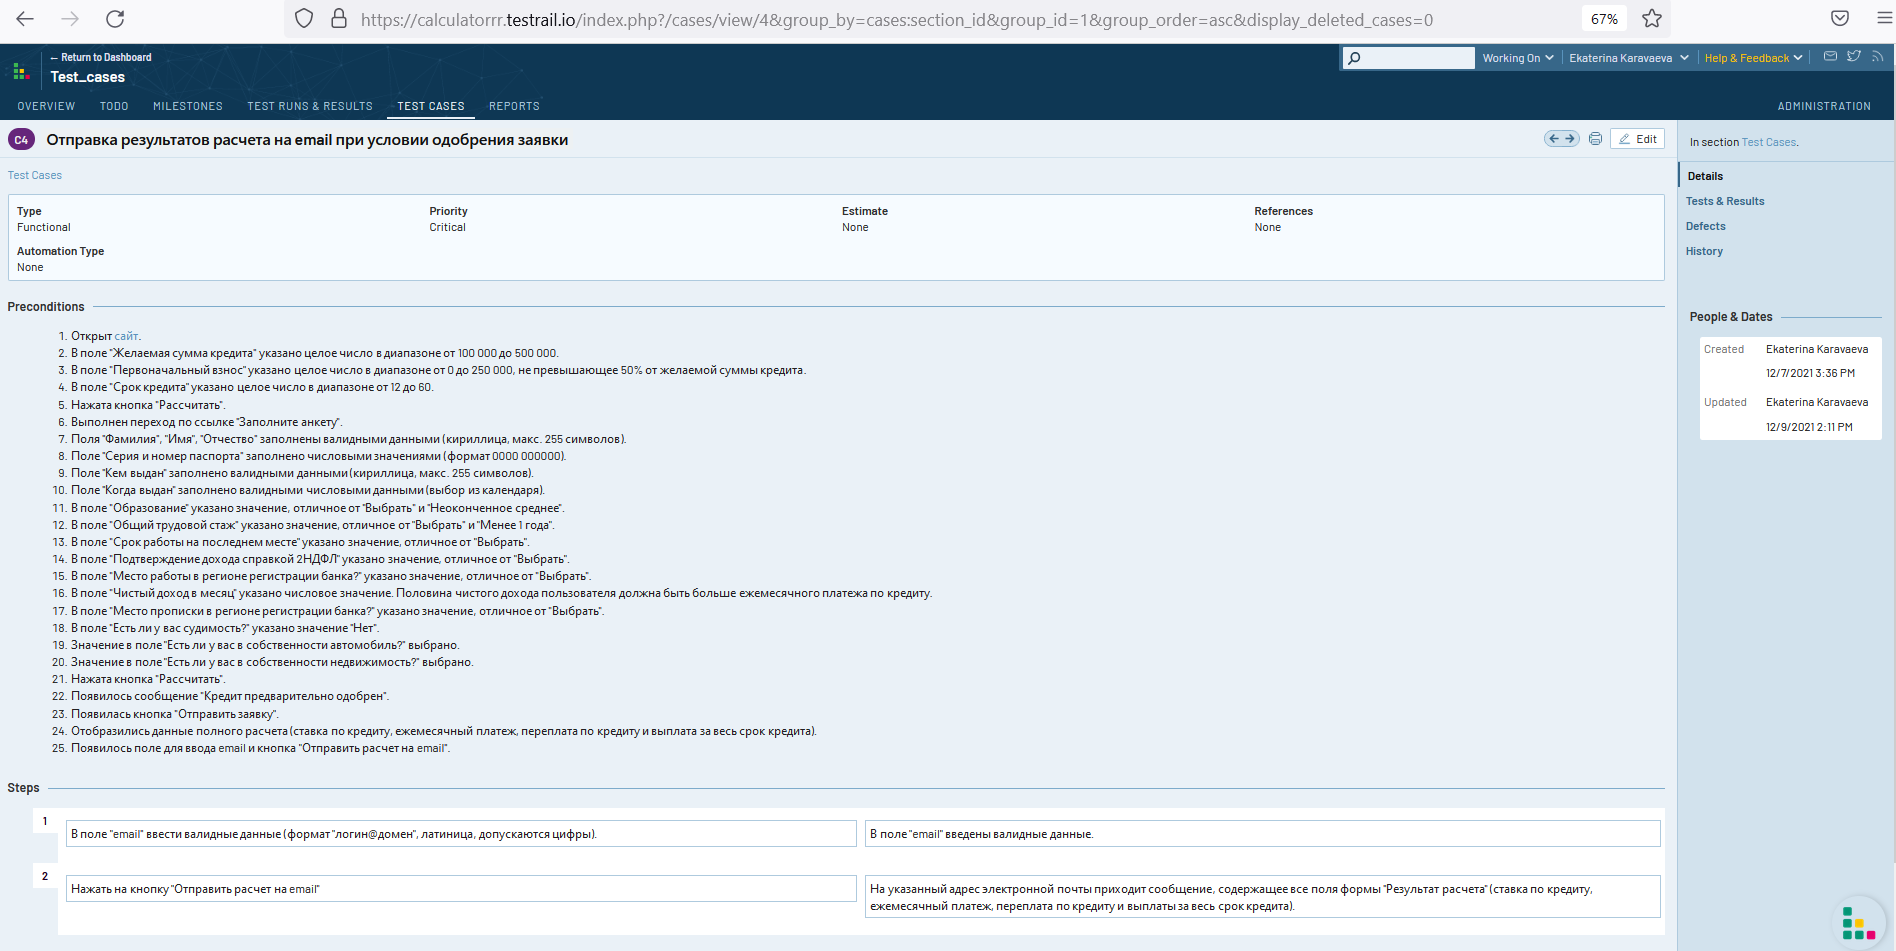 https://calculatorrr.testrail.io/index.php?/cases/view/4&group_by=cases:section_id&group_id=1&group_order=asc&display_deleted_cases=0
67%
← Return to Dashboard
Test_cases
Working On
Ekaterina Karavaeva
Help & Feedback
OVERVIEW
TODO
MILESTONES
TEST RUNS & RESULTS
TEST CASES
REPORTS
ADMINISTRATION
C4
Отправка результатов расчета на email при условии одобрения заявки
Edit
In section Test Cases.
Test Cases
Details
Tests & Results
Defects
History
Type
Functional
Priority
Critical
Estimate
None
References
None
Automation Type
None
Preconditions
1. Открыт сайт.
2. В поле "Желаемая сумма кредита" указано целое число в диапазоне от 100 000 до 500 000.
3. В поле "Первоначальный взнос" указано целое число в диапазоне от 0 до 250 000, не превышающее 50% от желаемой суммы кредита.
4. В поле "Срок кредита" указано целое число в диапазоне от 12 до 60.
5. Нажата кнопка "Рассчитать".
6. Выполнен переход по ссылке "Заполните анкету".
7. Поля "Фамилия", "Имя", "Отчество" заполнены валидными данными (кириллица, макс. 255 символов).
8. Поле "Серия и номер паспорта" заполнено числовыми значениями (формат 0000 000000).
9. Поле "Кем выдан" заполнено валидными данными (кириллица, макс. 255 символов).
10. Поле "Когда выдан" заполнено валидными числовыми данными (выбор из календаря).
11. В поле "Образование" указано значение, отличное от "Выбрать" и "Неоконченное среднее".
12. В поле "Общий трудовой стаж" указано значение, отличное от "Выбрать" и "Менее 1 года".
13. В поле "Срок работы на последнем месте" указано значение, отличное от "Выбрать".
14. В поле "Подтверждение дохода справкой 2НДФЛ" указано значение, отличное от "Выбрать".
15. В поле "Место работы в регионе регистрации банка?" указано значение, отличное от "Выбрать".
16. В поле "Чистый доход в месяц" указано числовое значение. Половина чистого дохода пользователя должна быть больше ежемесячного платежа по кредиту.
17. В поле "Место прописки в регионе регистрации банка?" указано значение, отличное от "Выбрать".
18. В поле "Есть ли у вас судимость?" указано значение "Нет".
19. Значение в поле "Есть ли у вас в собственности автомобиль?" выбрано.
20. Значение в поле "Есть ли у вас в собственности недвижимость?" выбрано.
21. Нажата кнопка "Рассчитать".
22. Появилось сообщение "Кредит предварительно одобрен".
23. Появилась кнопка "Отправить заявку".
24. Отобразились данные полного расчета (ставка по кредиту, ежемесячный платеж, переплата по кредиту и выплата за весь срок кредита).
25. Появилось поле для ввода email и кнопка "Отправить расчет на email".
People & Dates
Created
Ekaterina Karavaeva
12/7/2021 3:36 PM
Updated
Ekaterina Karavaeva
12/9/2021 2:11 PM
Steps
1
В поле "email" ввести валидные данные (формат "логин@домен", латиница, допускаются цифры).
В поле "email" введены валидные данные.
2
Нажать на кнопку "Отправить расчет на email"
На указанный адрес электронной почты приходит сообщение, содержащее все поля формы "Результат расчета" (ставка по кредиту,
ежемесячный платеж, переплата по кредиту и выплаты за весь срок кредита).